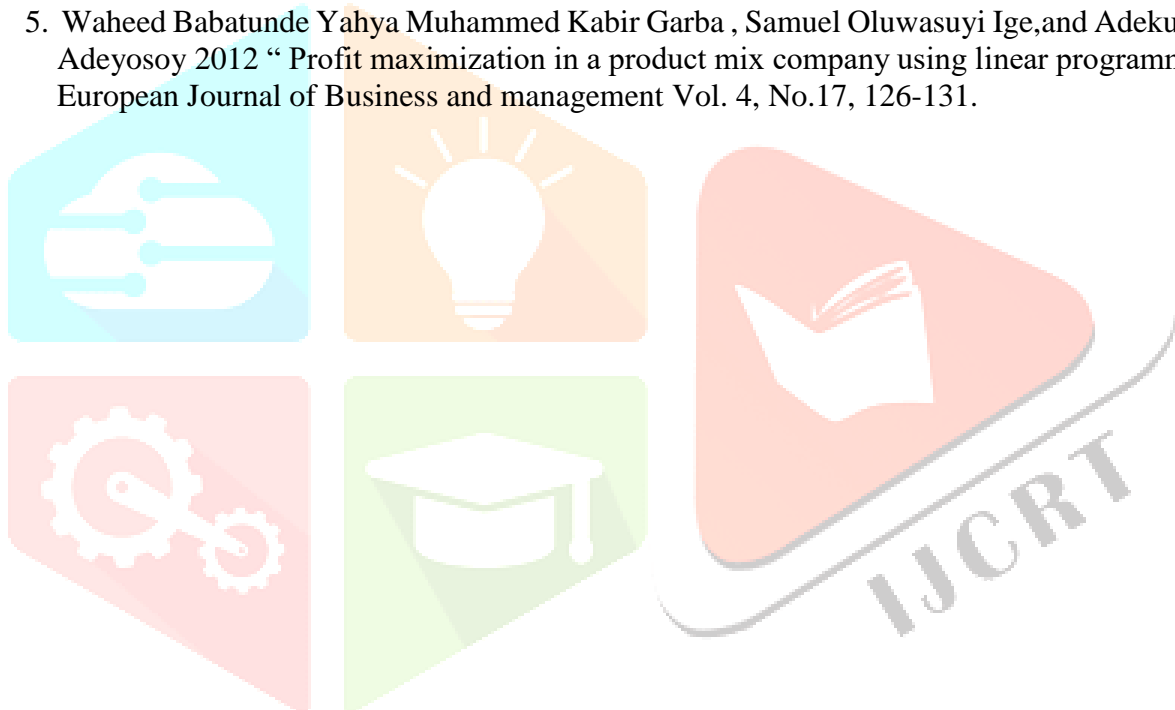 5. Waheed Babatunde Yahya Muhammed Kabir Garba , Samuel Oluwasuyi Ige,and
Adeyosoy 2012 “ Profit maximization in a product mix company using linear
European Journal of Business and management Vol. 4, No.17, 126-131.
IJCRT